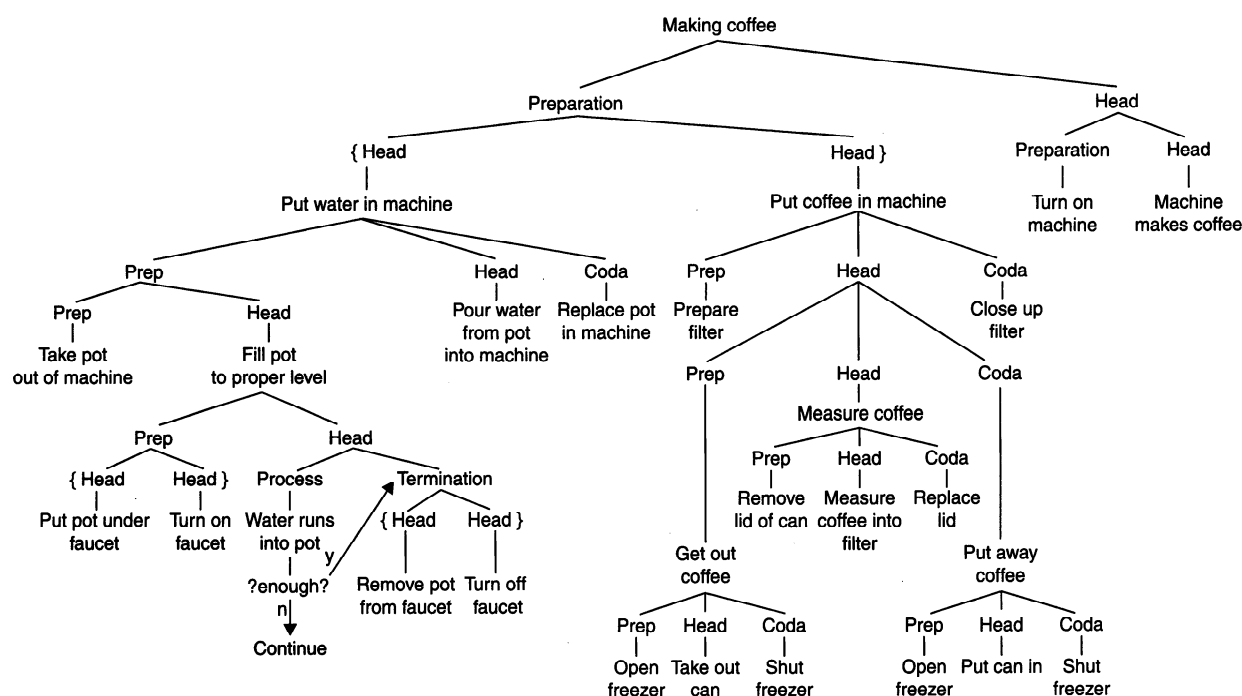 Making coffee
Preparation
Head
{ Head
Head }
Preparation
Head
Put water in machine
Put coffee in machine
Turn on
machine
Machine
makes coffee
Prep
Head
Coda
Prep
Head
Coda
Prep
Head
Pour water
from pot
into machine
Replace pot
in machine
Prepare
filter
Close up
filter
Take pot
out of machine
Fill pot
to proper level
Prep
Head
Coda
Measure coffee
Prep
Head
Prep
Head
Coda
{ Head
Head }
Process
Termination
Remove
lid of can
Measure
coffee into
filter
Replace
lid
Put pot under
faucet
Turn on
faucet
Water runs
into pot
{ Head
Head }
y
Get out
coffee
Put away
coffee
?enough?
n
Remove pot
from faucet
Turn off
faucet
Continue
Prep
Head
Coda
Prep
Head
Coda
Open
freezer
Take out
can
Shut
freezer
Open
freezer
Put can in
Shut
freezer